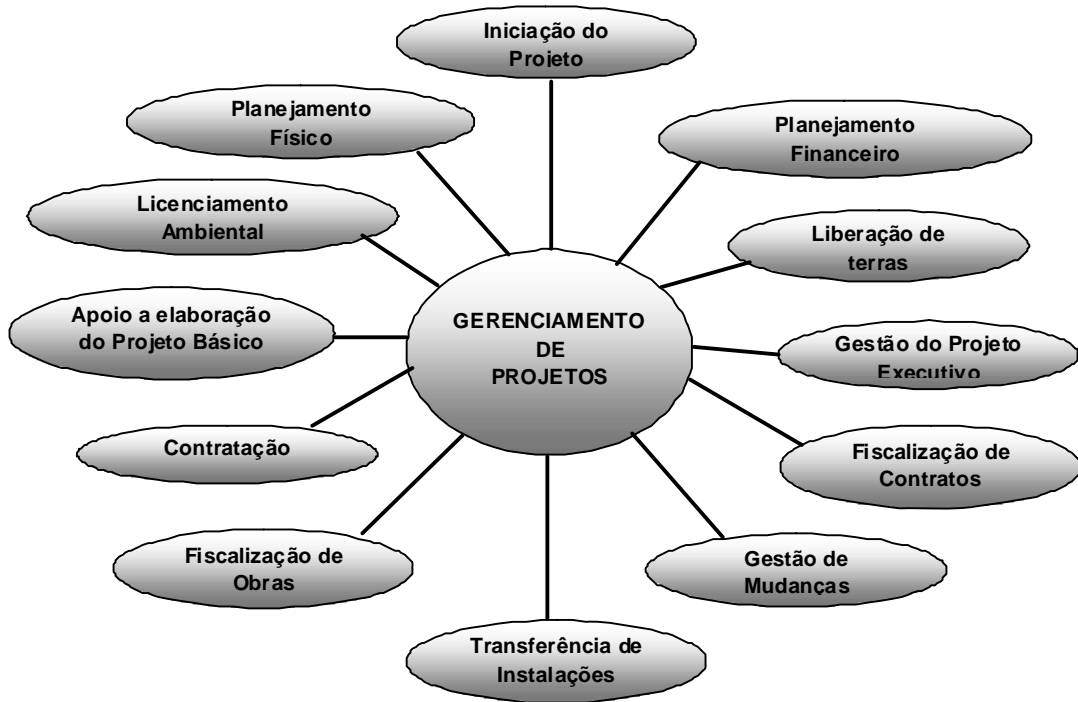 Iniciação do
Projeto
Planejamento
Físico
Planejamento
Financeiro
Licenciamento
Ambiental
Liberação de
terras
Apoio a elaboração
do Projeto Básico
GERENCIAMENTO
DE
PROJETOS
Gestão do Projeto
Executivo
Contratação
Fiscalização de
Contratos
Fiscalização de
Obras
Gestão de
Mudanças
Transferência de
Instalações